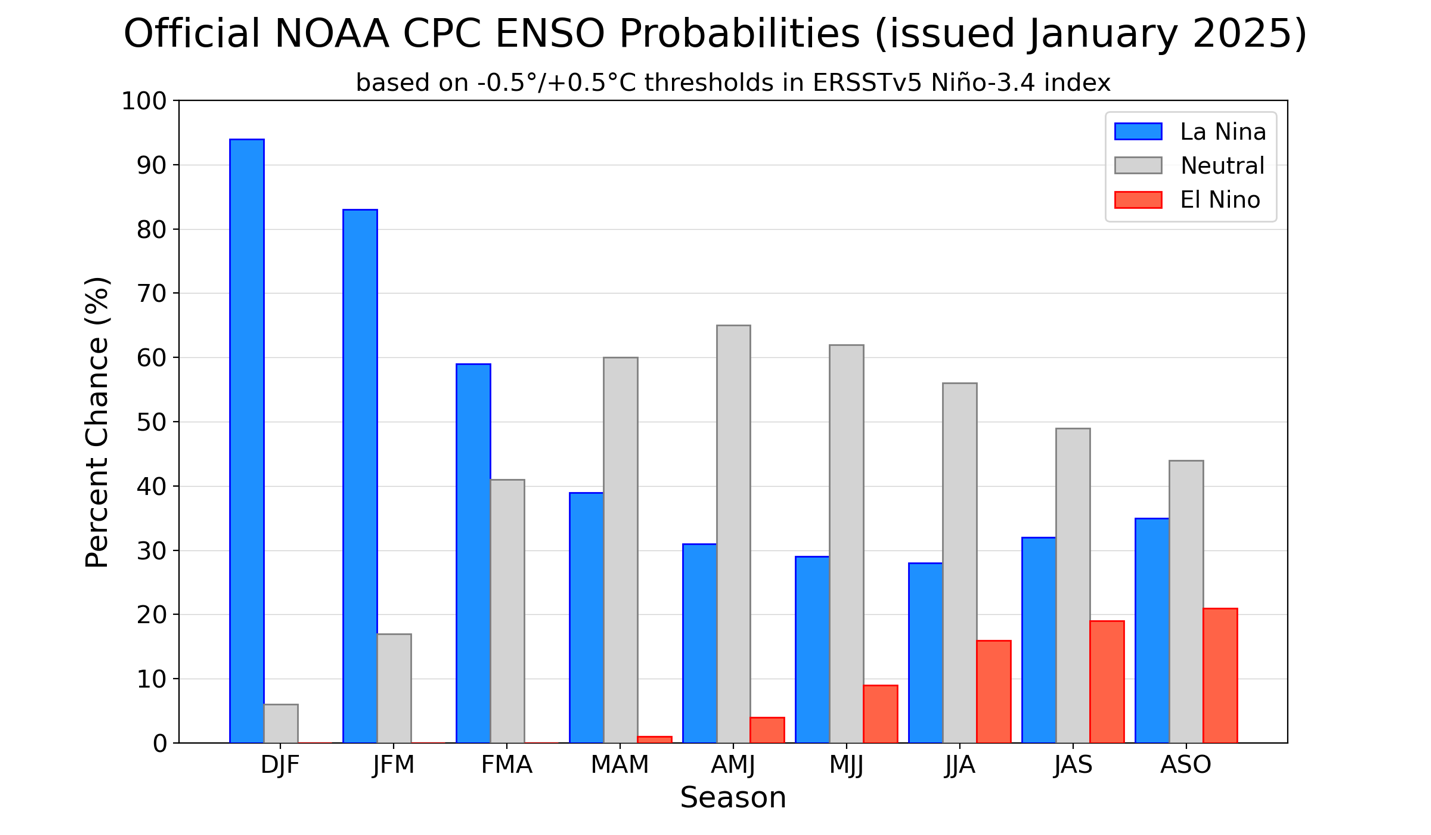 Official NOAA CPC ENSO Probabilities (issued January 2025)
based on -0.5°/+0.5°C thresholds in ERSSTv5 Niño-3.4 index
La Nina
Neutral
El Nino
Percent Chance (%)
100
90
80
70
60
50
40
30
20
10
0
DJF JFM FMA MAM AMJ MJJ JJA JAS ASO
Season